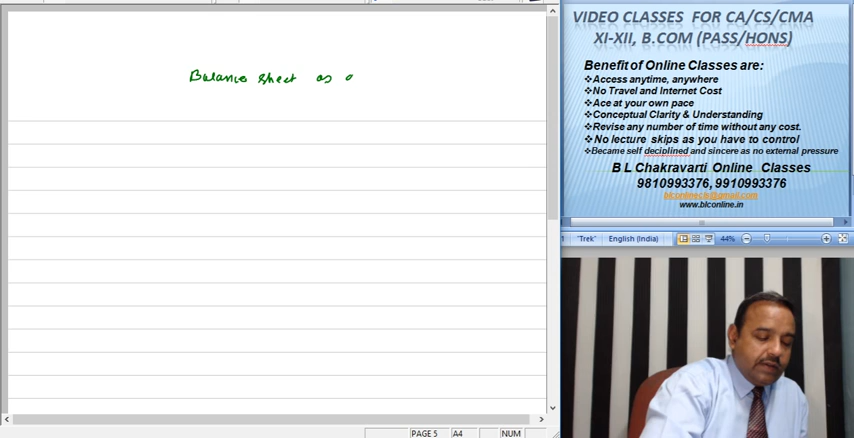 Balance Sheet as o
VIDEO CLASSES FOR CA/CS/CMA
XI-XII, B.COM (PASS/HONS)
Benefit of Online Classes are:
❖Access anytime, anywhere
❖No Travel and Internet Cost
❖Ace at your own pace
❖Conceptual Clarity & Understanding
❖Revise any number of time without any cost.
❖No lecture skips as you have to control
❖Became self deciplined and sincere as no external pressure
B L Chakravarti Online Classes
9810993376, 9910993376
www.blconline.in
1 "Trek" English (India) 44%
PAGE 5 A4 NUM